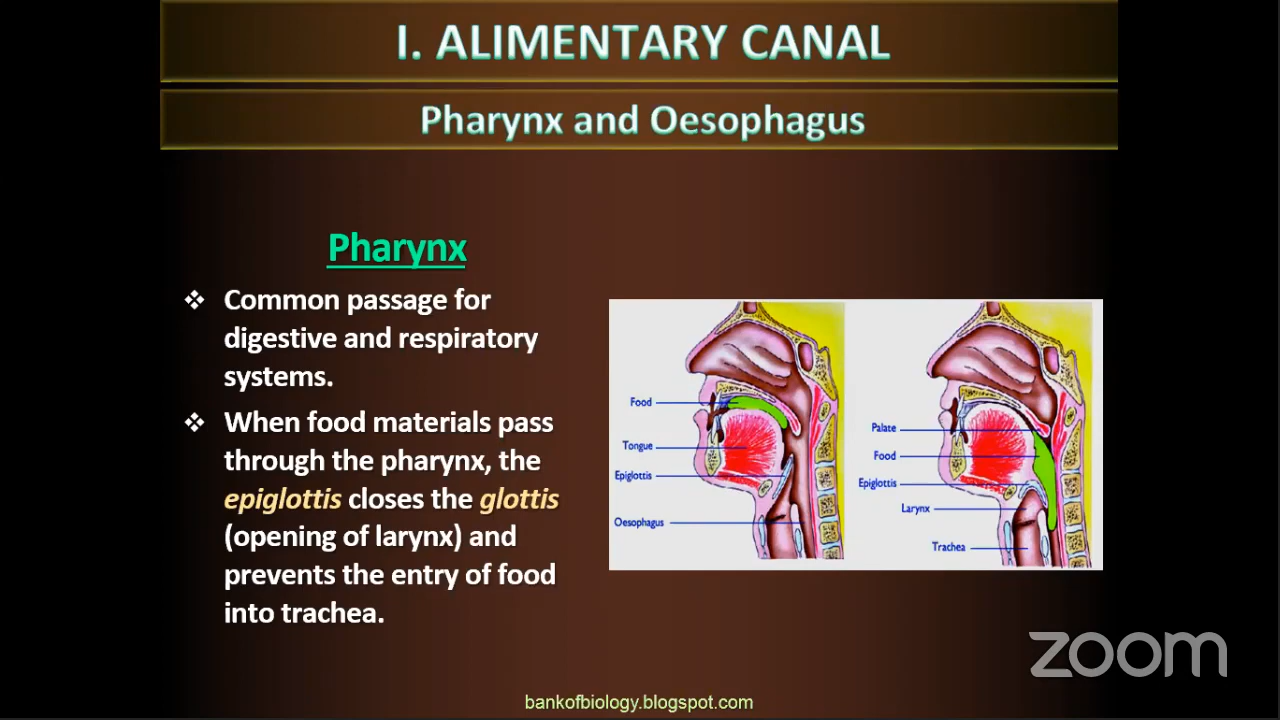 I. ALIMENTARY CANAL
Pharynx and Oesophagus
Pharynx
❖ Common passage for
digestive and respiratory
systems.
❖ When food materials pass
through the pharynx, the
epiglottis closes the glottis
(opening of larynx) and
prevents the entry of food
into trachea.
Food
Tongue
Epiglottis
Oesophagus
Palate
Food
Epiglottis
Larynx
Trachea
zoom
bankofbiology.blogspot.com